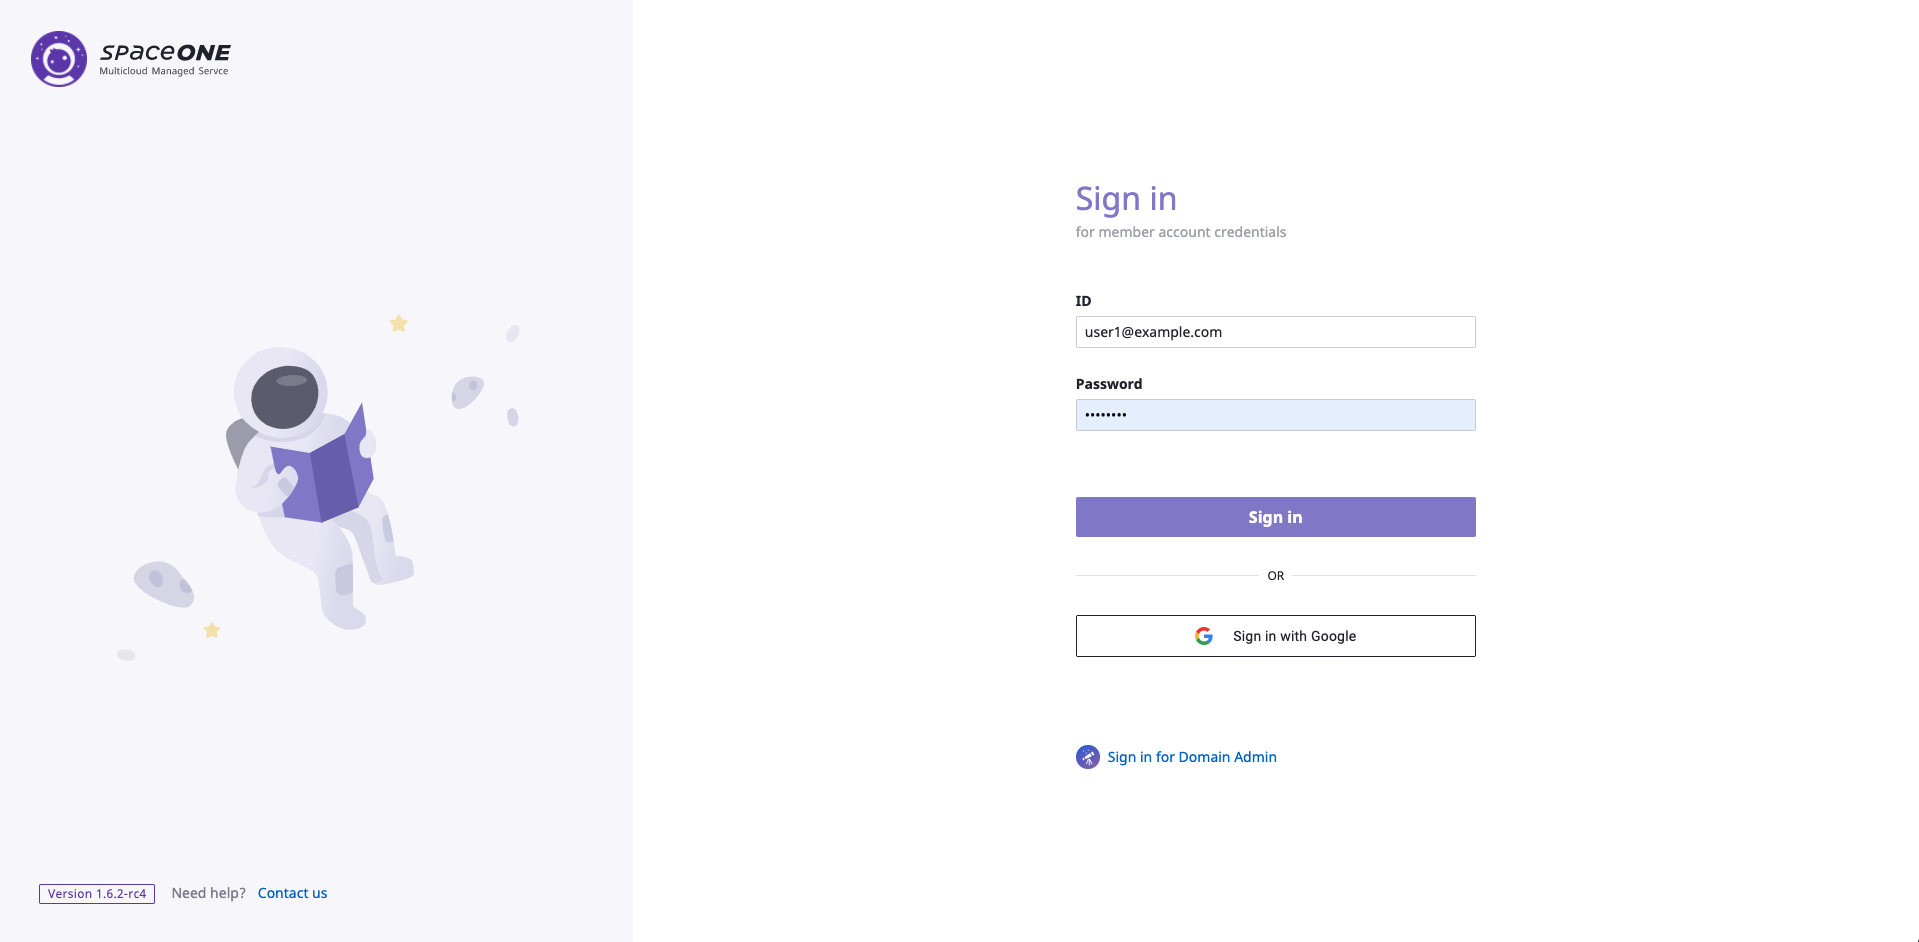 spaceONE
Multicloud Managed Servce
Sign in
for member account credentials
ID
user1@example.com
Password
••••••••
Sign in
OR
Sign in with Google
Sign in for Domain Admin
Version 1.6.2-rc4 Need help? Contact us